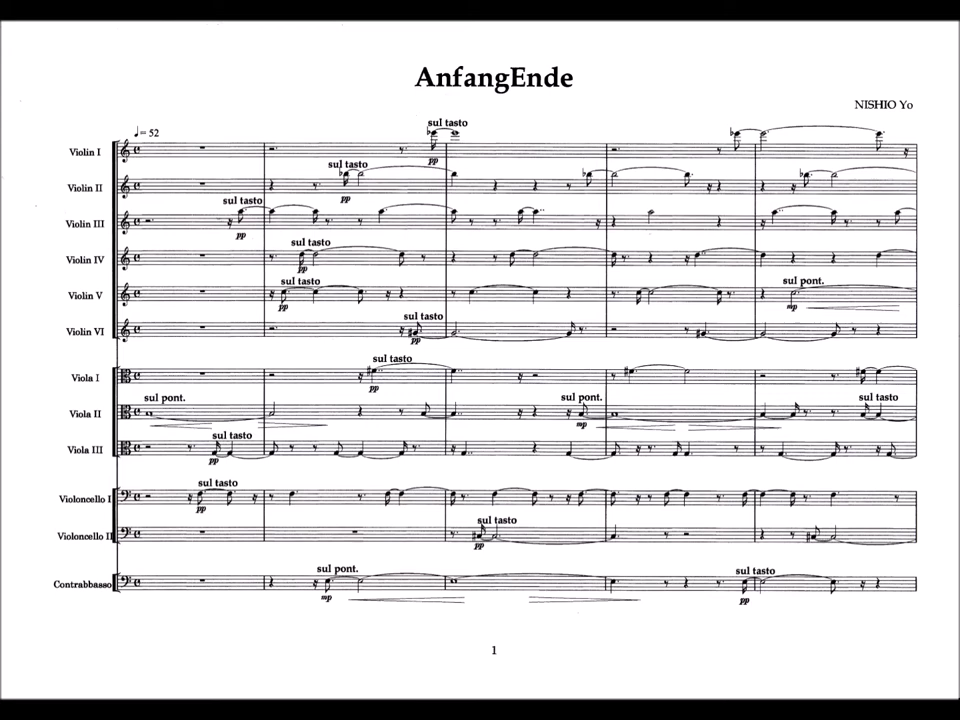 AnfangEnde
NISHIO Yo
♩= 52
sul tasto
Violin I
pp
sul tasto
Violin II
pp
sul tasto
Violin III
pp
sul tasto
Violin IV
pp
sul tasto
sul pont.
Violin V
pp
mp
sul tasto
Violin VI
pp
sul tasto
Viola I
pp
sul pont.
sul pont.
sul tasto
Viola II
mp
sul tasto
Viola III
pp
sul tasto
Violoncello I
pp
sul tasto
Violoncello II
pp
sul pont.
sul tasto
Contrabbasso
mp
pp
1